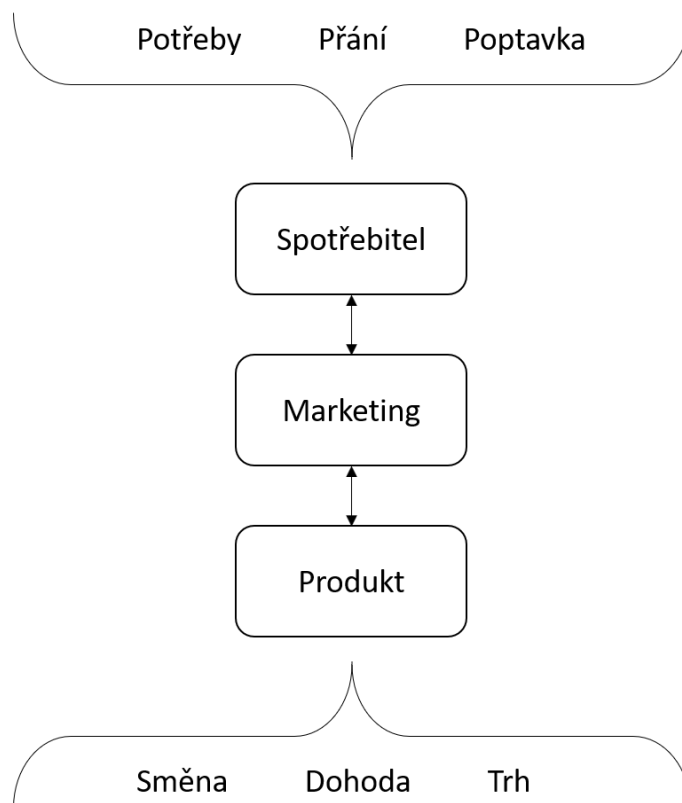 Potřeby Přání Poptavka
Spotřebitel
Marketing
Produkt
Směna Dohoda Trh